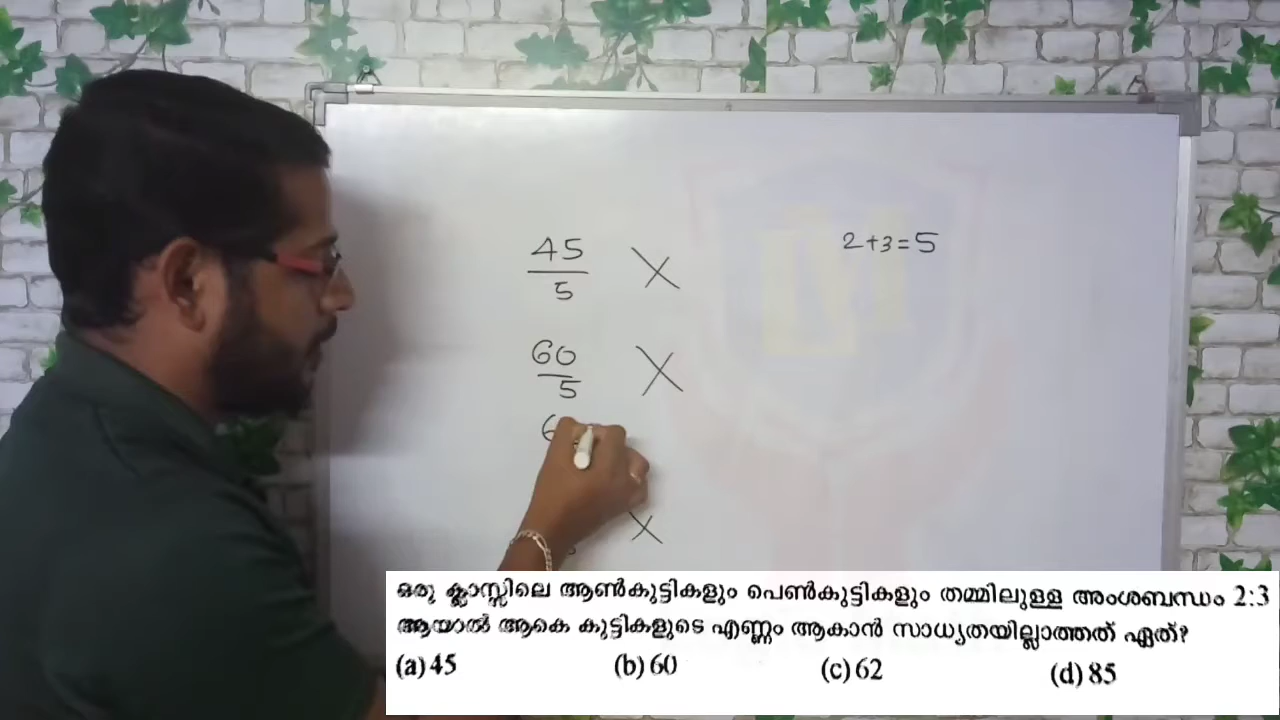 45
5
X
2+3=5
60
5
X
6
X
ഒരു ക്ലാസ്സിലെ ആൺകുട്ടികളും പെൺകുട്ടികളും തമ്മിലുള്ള അംശബന്ധം 2:3
ആയാൽ ആകെ കുട്ടികളുടെ എണ്ണം ആകാൻ സാധ്യതയില്ലാത്തത് ഏത്?
(a) 45 (b) 60 (c) 62 (d) 85